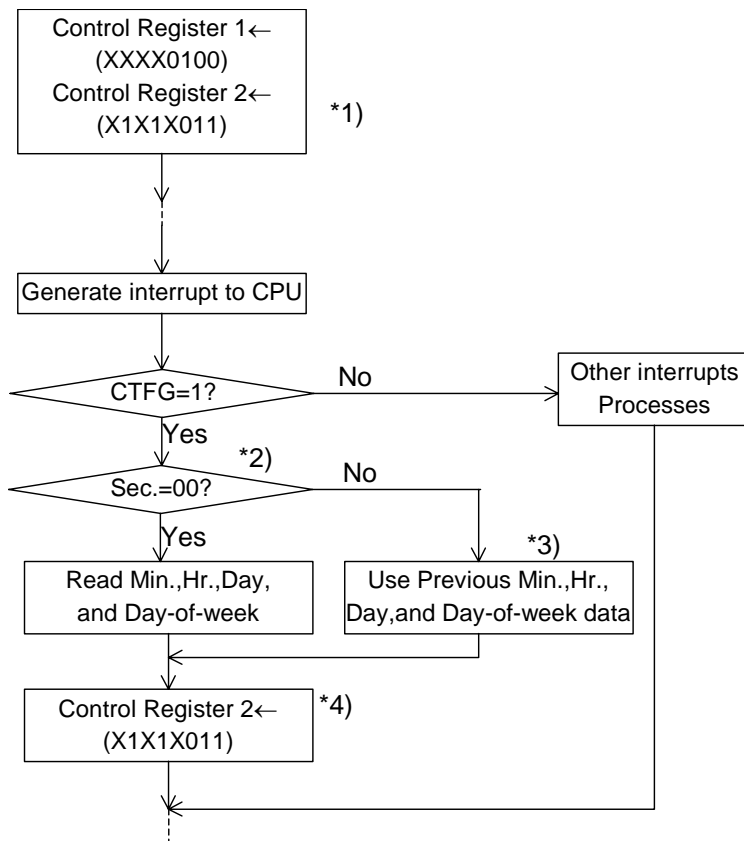 Control Register 1←
(XXXX0100)
Control Register 2←
(X1X1X011)
*1)
Generate interrupt to CPU
CTFG=1?
No
Other interrupts
Processes
Yes
*2)
Sec.=00?
No
Yes
*3)
Read Min.,Hr.,Day,
and Day-of-week
Use Previous Min.,Hr.,
Day,and Day-of-week data
Control Register 2←
(X1X1X011)
*4)